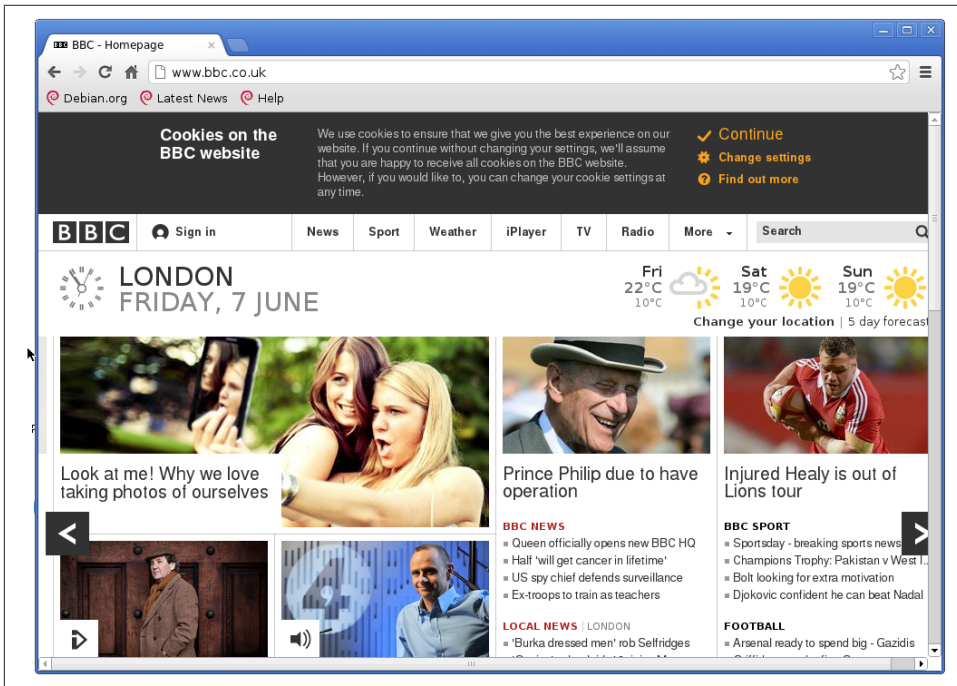 BBC - Homepage
www.bbc.co.uk
Debian.org Latest News Help
Cookies on the
BBC website
We use cookies to ensure that we give you the best experience on our
website. If you continue without changing your settings, we'll assume
that you are happy to receive all cookies on the BBC website.
However, if you would like to, you can change your cookie settings at
any time.
Continue
Change settings
Find out more
BBC Sign in News Sport Weather iPlayer TV Radio More Search
LONDON
FRIDAY, 7 JUNE
Fri
22°C
10°C
Sat
19°C
10°C
Sun
19°C
10°C
Change your location | 5 day forecast
Look at me! Why we love
taking photos of ourselves
Prince Philip due to have
operation
BBC NEWS
Queen officially opens new BBC HQ
Half 'will get cancer in lifetime'
US spy chief defends surveillance
Ex-troops to train as teachers
LOCAL NEWS | LONDON
'Burka dressed men' rob Selfridges
Injured Healy is out of
Lions tour
BBC SPORT
Sportsday - breaking sports news
Champions Trophy: Pakistan v West I...
Bolt looking for extra motivation
Djokovic confident he can beat Nadal
FOOTBALL
Arsenal ready to spend big - Gazidis
4